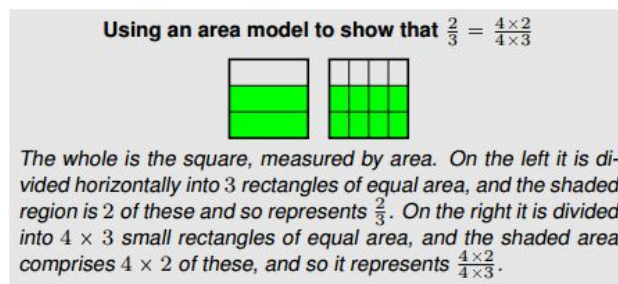 Using an area model to show that 2/3 = 4×2/4×3
The whole is the square, measured by area. On the left it is di-
vided horizontally into 3 rectangles of equal area, and the shaded
region is 2 of these and so represents 2/3. On the right it is divided
into 4 × 3 small rectangles of equal area, and the shaded area
comprises 4 × 2 of these, and so it represents 4×2/4×3.